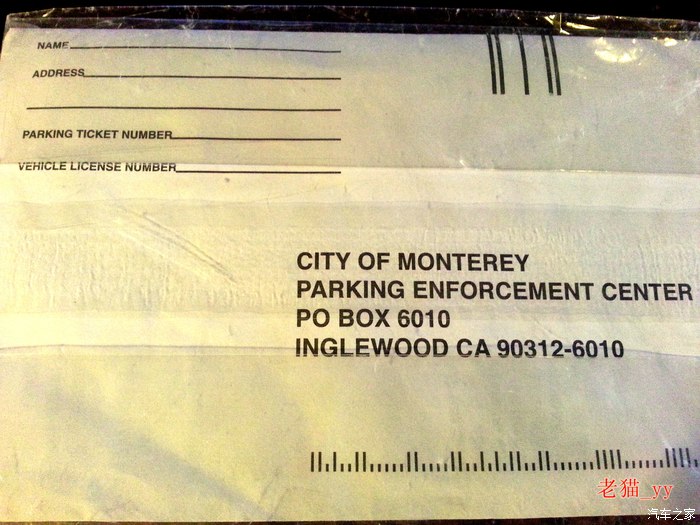 NAME
ADDRESS
PARKING TICKET NUMBER
VEHICLE LICENSE NUMBER
CITY OF MONTEREY
PARKING ENFORCEMENT CENTER
PO BOX 6010
INGLEWOOD CA 90312-6010
老猫_yy
汽车之家